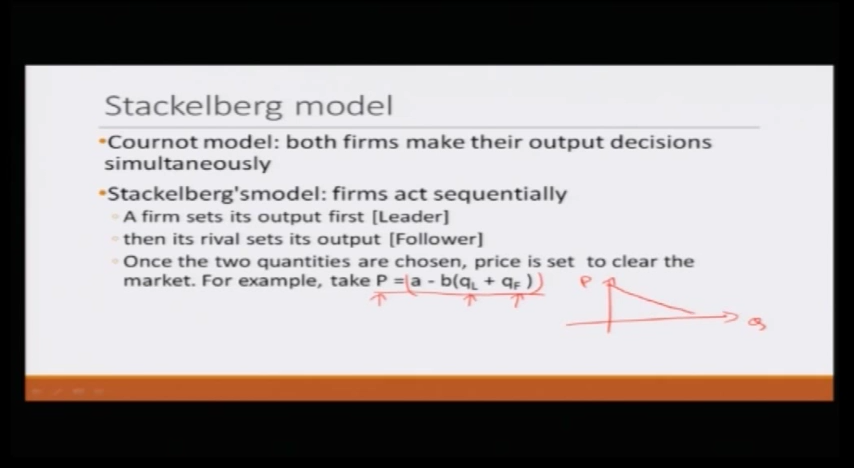 Stackelberg model
•Cournot model: both firms make their output decisions
simultaneously
•Stackelberg'smodel: firms act sequentially
◦A firm sets its output first [Leader]
◦then its rival sets its output [Follower]
◦Once the two quantities are chosen, price is set to clear the
market. For example, take P = (a - b(qL + qF ))
P
Q